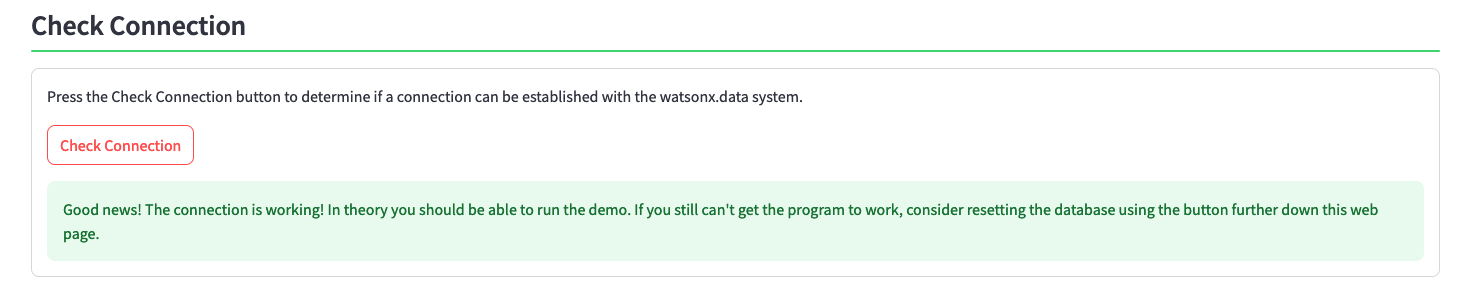 Check Connection
Press the Check Connection button to determine if a connection can be established with the watsonx.data system.
Check Connection
Good news! The connection is working! In theory you should be able to run the demo. If you still can't get the program to work, consider resetting the database using the button further down this web
page.